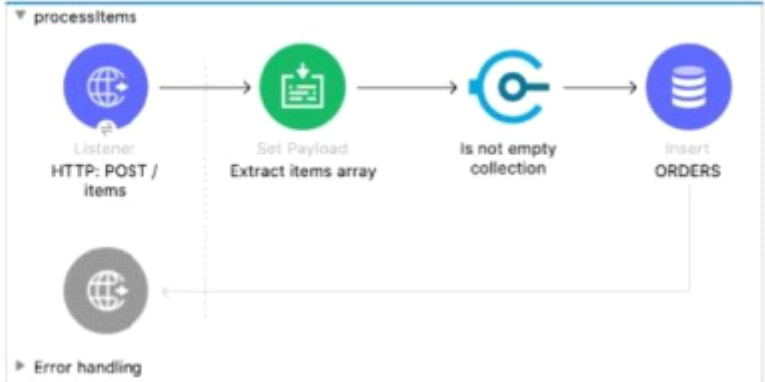 processItems
Listener
Set Payload
Insert
HTTP: POST /
items
Extract items array
Is not empty
collection
ORDERS
Error handling